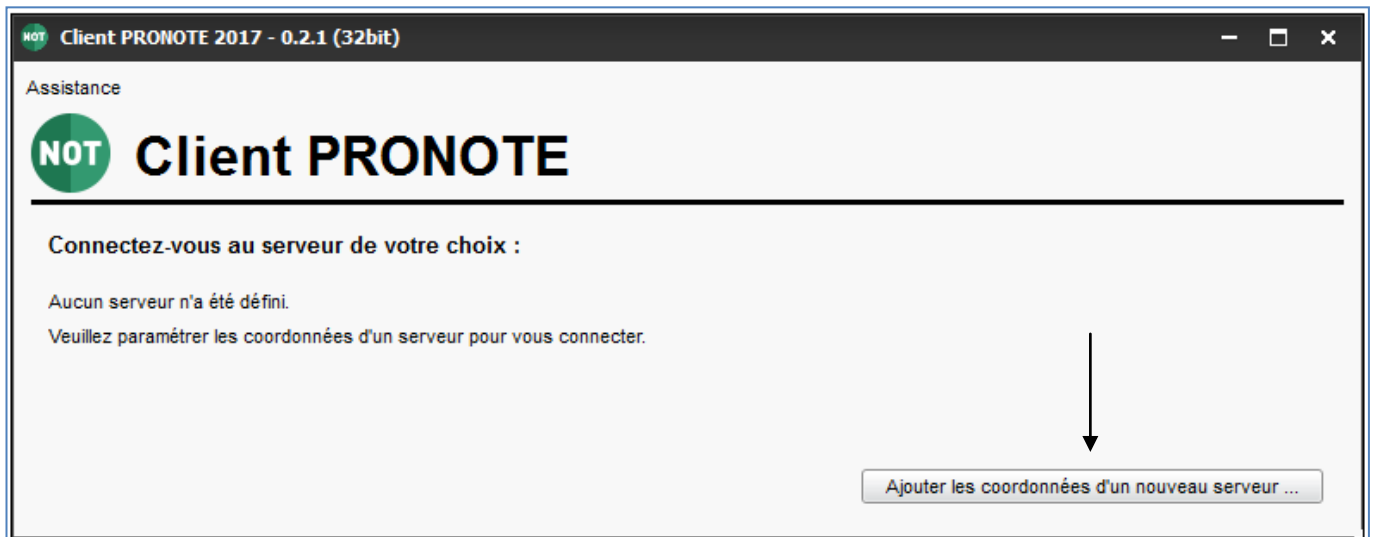 Client PRONOTE 2017 - 0.2.1 (32bit)
Assistance
NOT Client PRONOTE
Connectez-vous au serveur de votre choix :
Aucun serveur n'a été défini.
Veuillez paramétrer les coordonnées d'un serveur pour vous connecter.
Ajouter les coordonnées d'un nouveau serveur ...